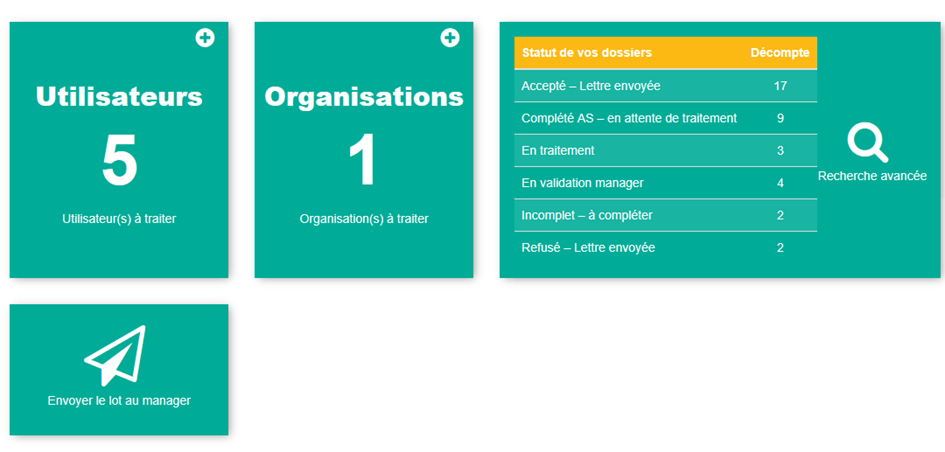 Utilisateurs
5
Utilisateur(s) à traiter
Organisations
1
Organisation(s) à traiter
Statut de vos dossiers Décompte
Accepté – Lettre envoyée 17
Complété AS – en attente de traitement 9
En traitement 3
En validation manager 4
Incomplet – à compléter 2
Refusé – Lettre envoyée 2
Recherche avancée
Envoyer le lot au manager